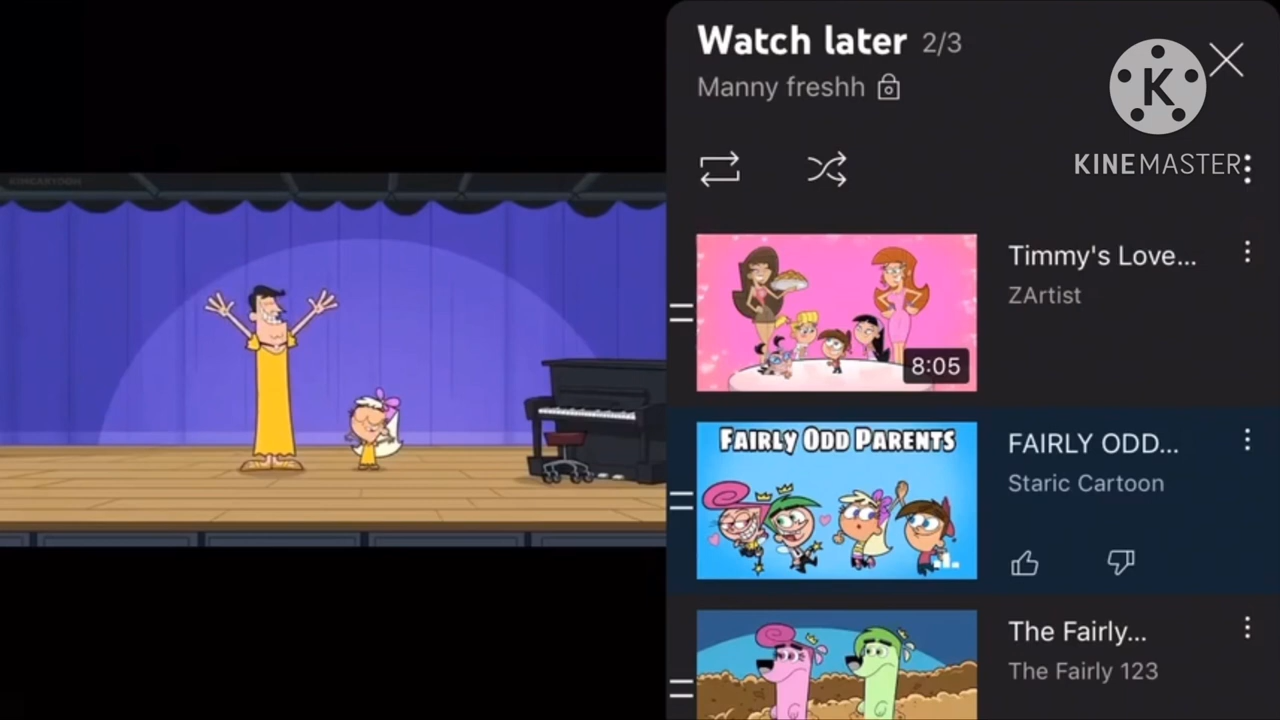 KIMCARTOON
Watch later 2/3
Manny freshh
K
KINEMASTER
Timmy's Love...
ZArtist
8:05
FAIRLY ODD PARENTS
FAIRLY ODD...
Staric Cartoon
The Fairly...
The Fairly 123